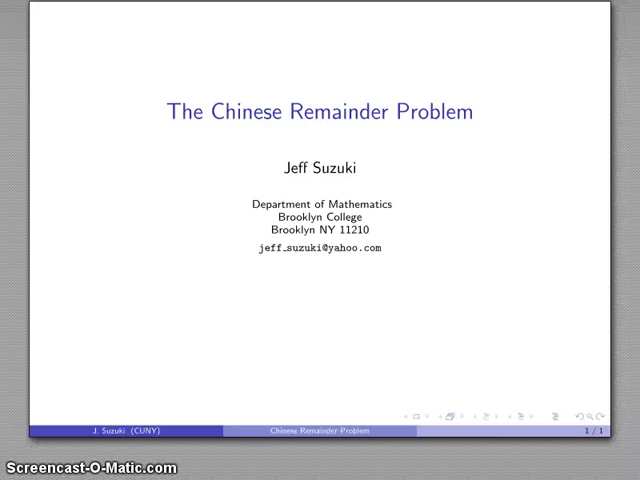 The Chinese Remainder Problem
Jeff Suzuki
Department of Mathematics
Brooklyn College
Brooklyn NY 11210
jeff_suzuki@yahoo.com
J. Suzuki (CUNY)
Chinese Remainder Problem
1 / 1
Screencast-O-Matic.com